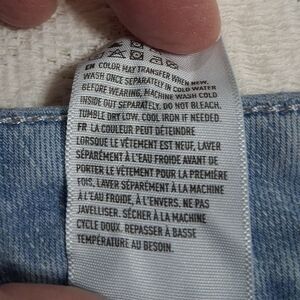 EN COLOR MAY TRANSFER WHEN NEW.
WASH ONCE SEPARATELY IN COLD WATER
BEFORE WEARING, MACHINE WASH COLD
INSIDE OUT SEPARATELY. DO NOT BLEACH.
TUMBLE DRY LOW. COOL IRON IF NEEDED.
FR LA COULEUR PEUT DÉTEINDRE
LORSQUE LE VÊTEMENT EST NEUF, LAVER
SÉPARÉMENT À L'EAU FROIDE AVANT DE
PORTER LE VÊTEMENT POUR LA PREMIÈRE
FOIS, LAVER SÉPARÉMENT À LA MACHINE
À L'EAU FROIDE, À L'ENVERS. NE PAS
JAVELLISER. SÉCHER À LA MACHINE
CYCLE DOUX. REPASSER À BASSE
TEMPÉRATURE AU BESOIN.